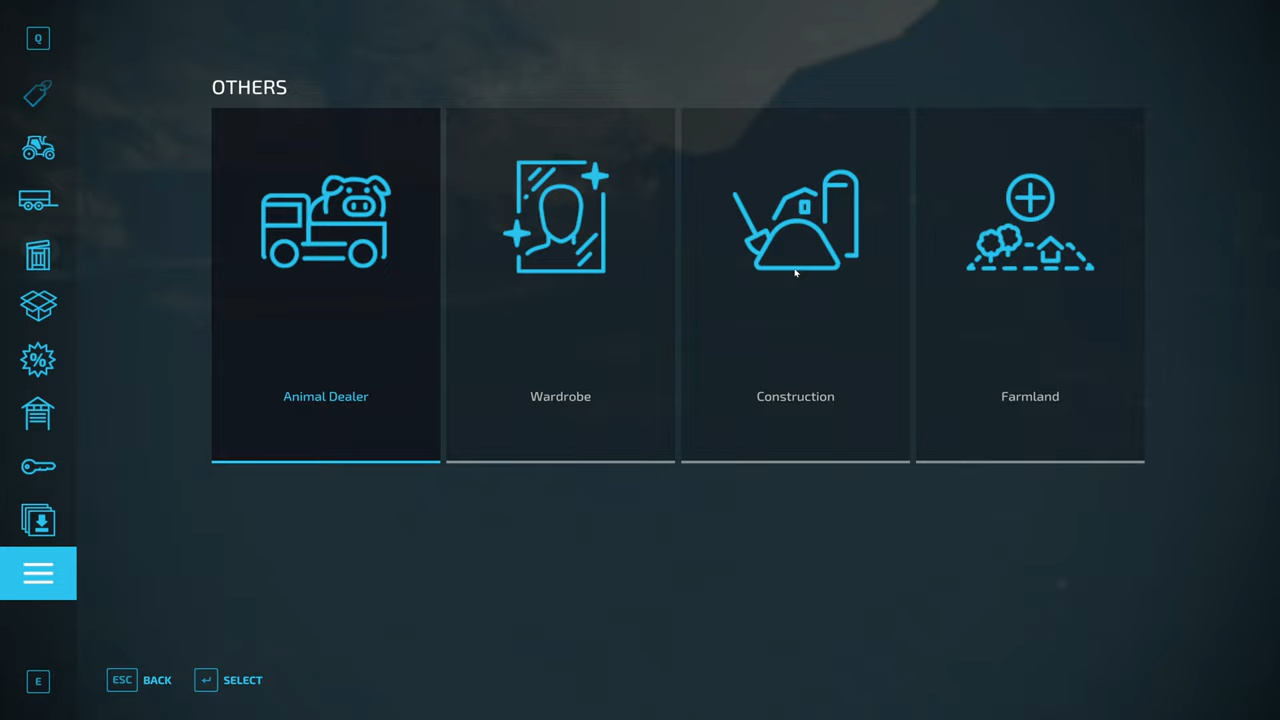 Q
OTHERS
%
Animal Dealer
Wardrobe
Construction
Farmland
E
ESC BACK
SELECT